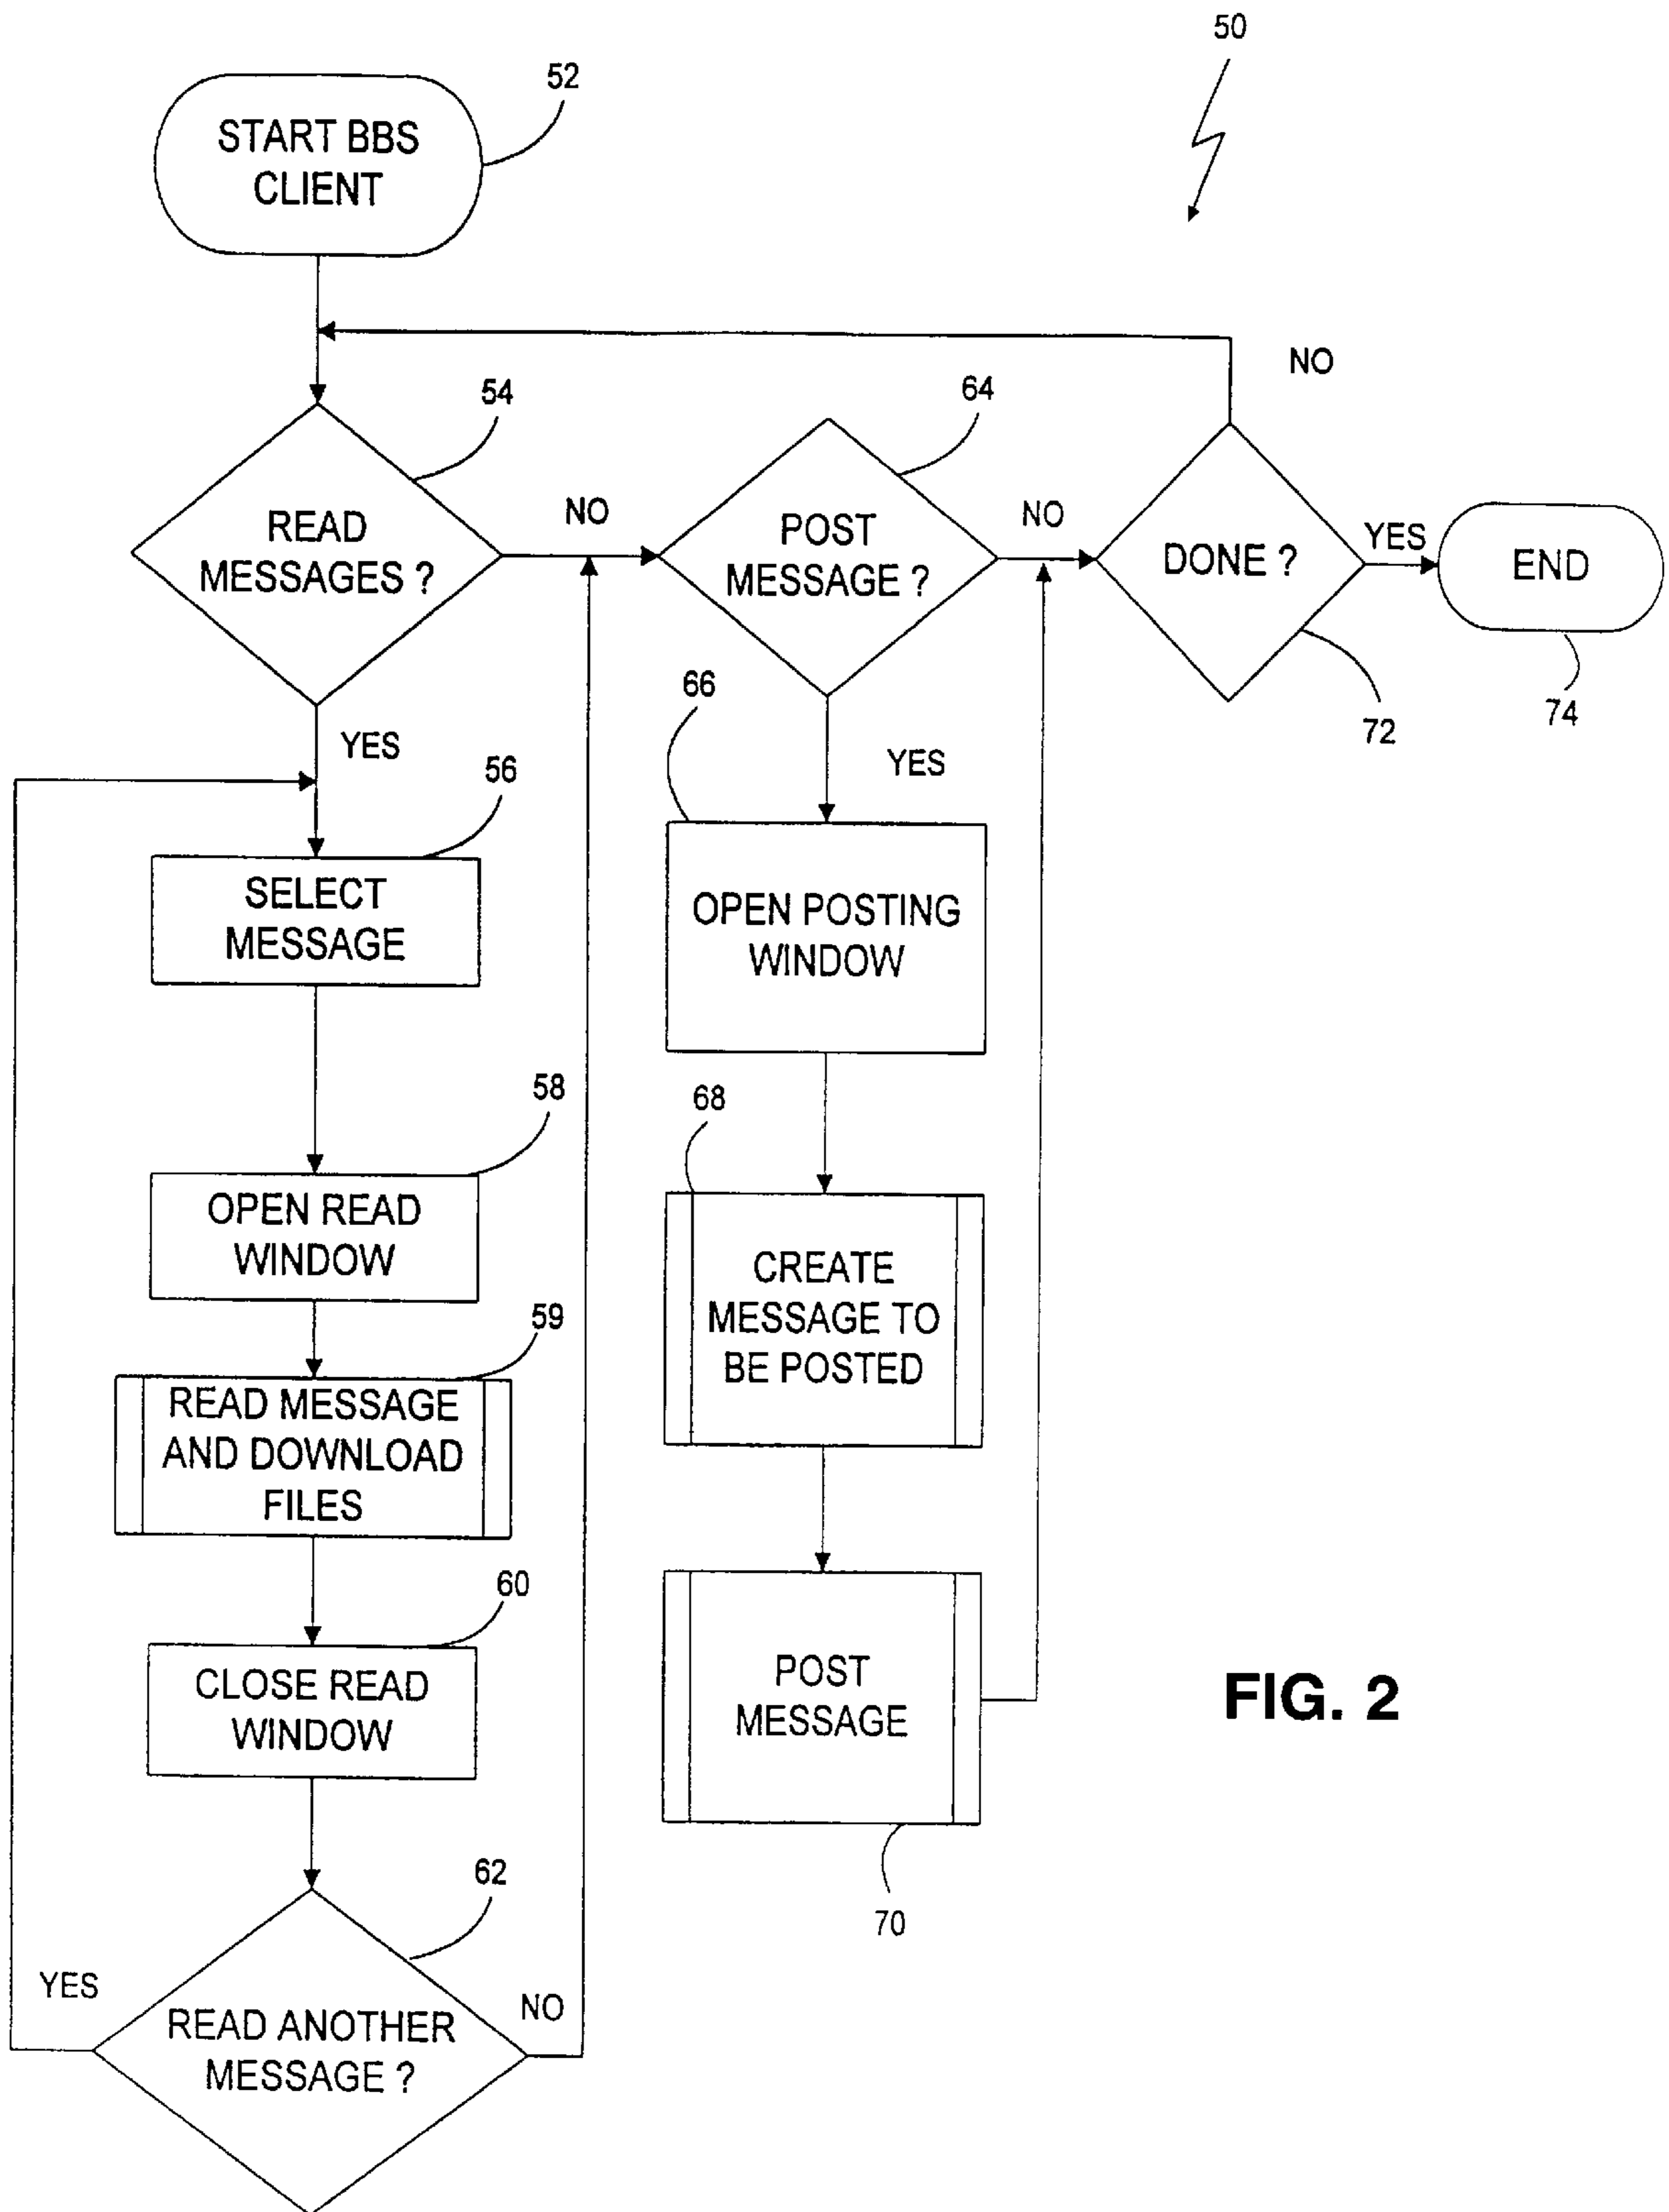 50
52
START BBS
CLIENT
NO
54
64
READ
MESSAGES ?
NO
POST
MESSAGE ?
NO
DONE ?
YES
END
72
74
YES
56
SELECT
MESSAGE
66
YES
OPEN POSTING
WINDOW
58
OPEN READ
WINDOW
68
CREATE
MESSAGE TO
BE POSTED
59
READ MESSAGE
AND DOWNLOAD
FILES
60
CLOSE READ
WINDOW
POST
MESSAGE
70
FIG. 2
62
YES
READ ANOTHER
MESSAGE ?
NO